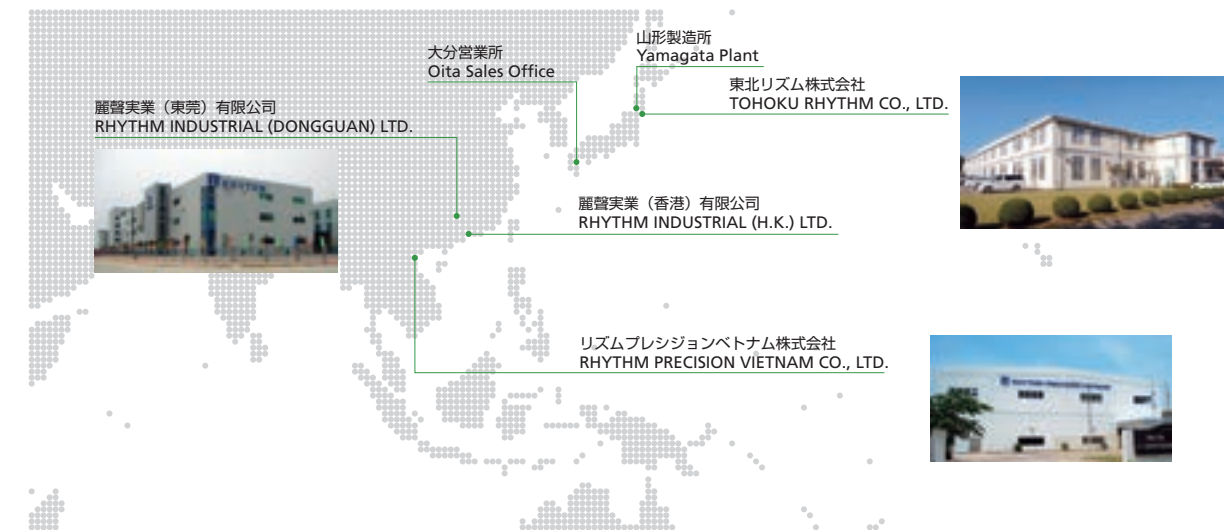 大分営業所
Oita Sales Office
山形製造所
Yamagata Plant
東北リズム株式会社
TOHOKU RHYTHM CO., LTD.
麗聲実業（東莞）有限公司
RHYTHM INDUSTRIAL (DONGGUAN) LTD.
麗聲実業（香港）有限公司
RHYTHM INDUSTRIAL (H.K.) LTD.
リズムプレシジョンベトナム株式会社
RHYTHM PRECISION VIETNAM CO., LTD.
RHYTHM PRECISION VIETNAM